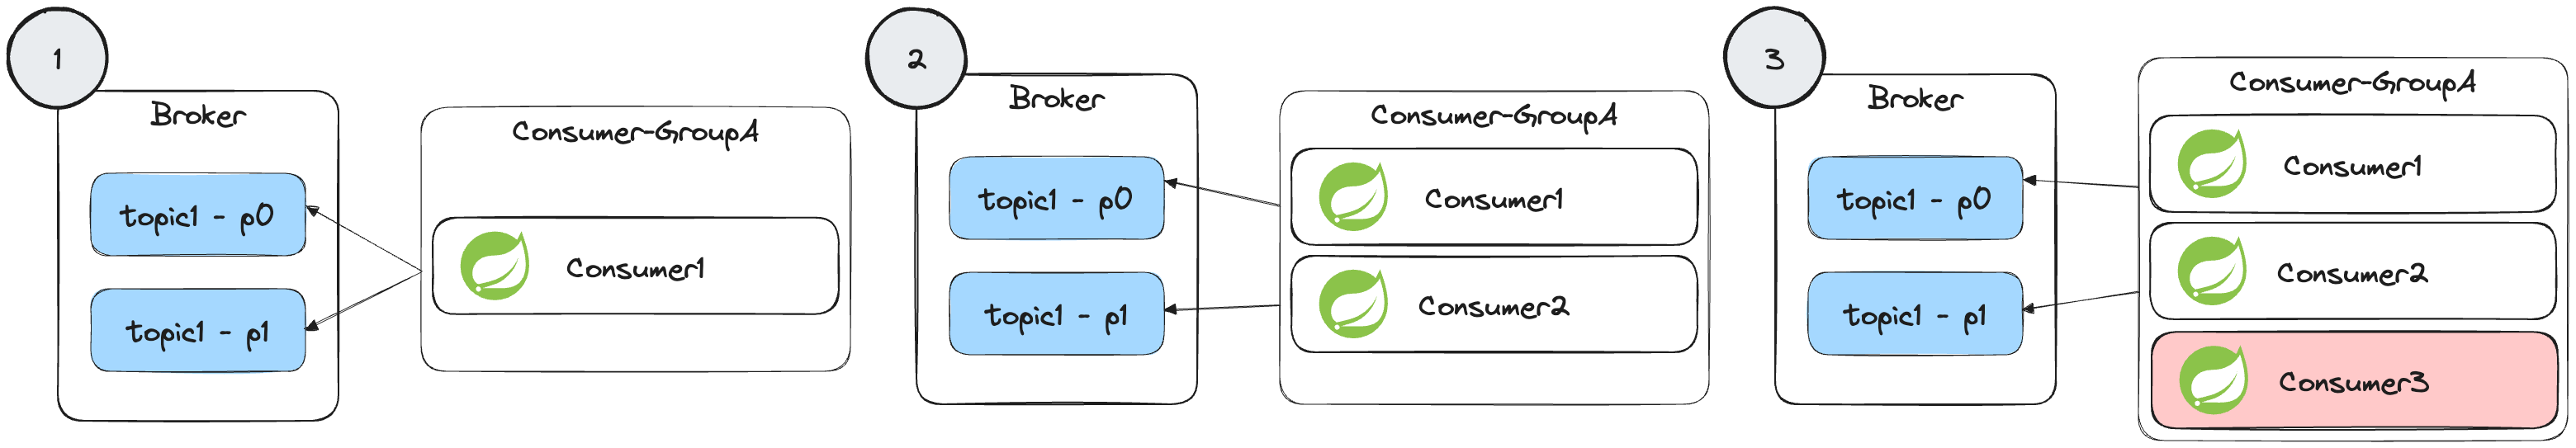 1
Broker
topic1 - p0
topic1 - p1
Consumer-GroupA
Consumer1
2
Broker
topic1 - p0
topic1 - p1
Consumer-GroupA
Consumer1
Consumer2
3
Broker
topic1 - p0
topic1 - p1
Consumer-GroupA
Consumer1
Consumer2
Consumer3